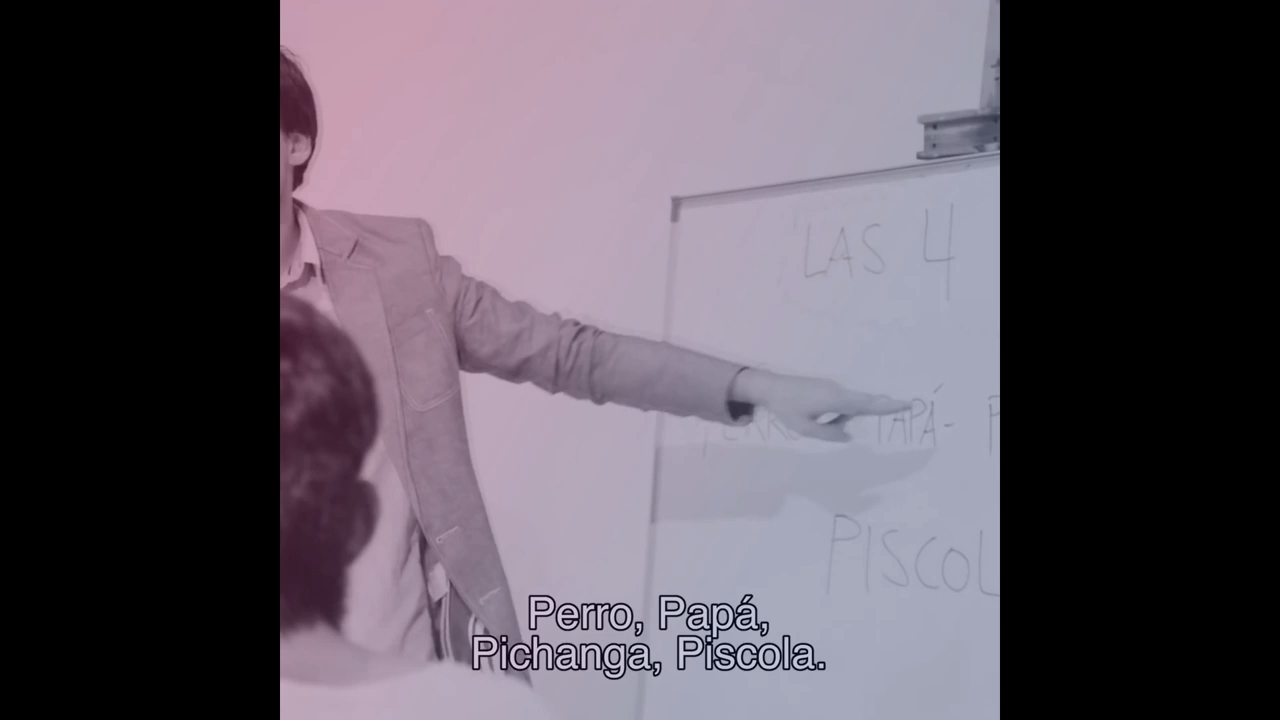 LAS 4
PAPÁ- P
PISCOL
Perro, Papá,
Pichanga, Piscola.